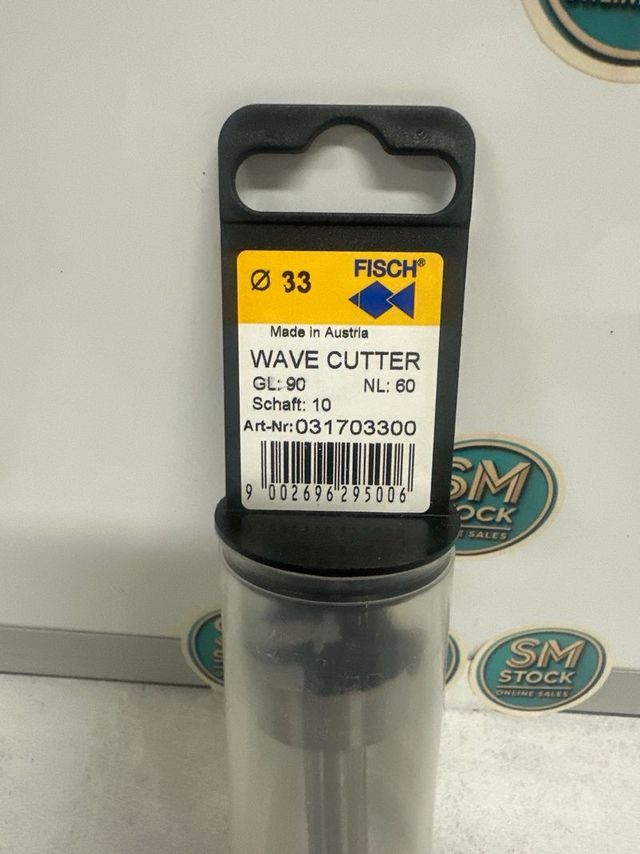 Ø 33
FISCH®
Made in Austria
WAVE CUTTER
GL: 90 NL: 60
Schaft: 10
Art-Nr: 031703300
9 002696 295006
SM
STOCK
ONLINE SALES
SM
STOCK
ONLINE SALES